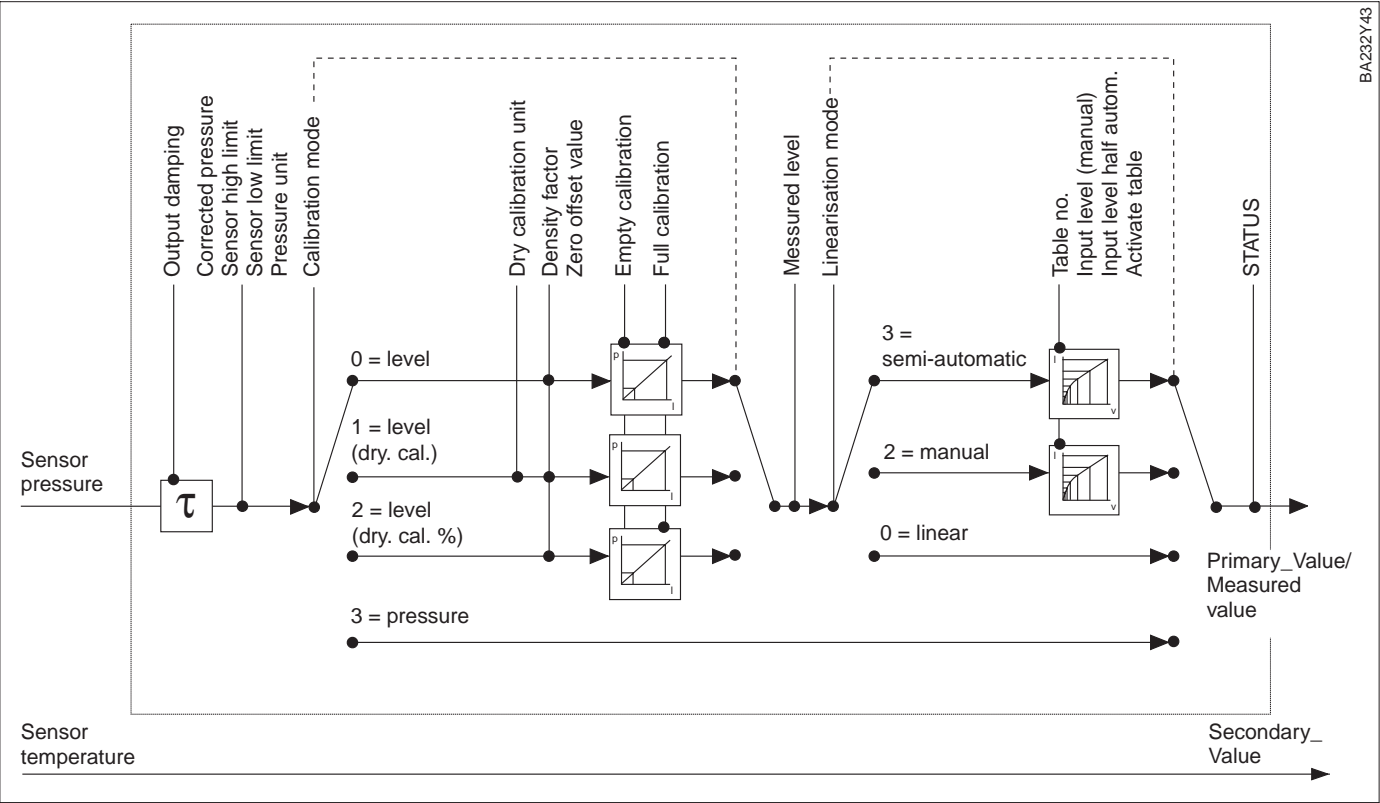 BA232Y43
Output damping
Corrected pressure
Sensor high limit
Sensor low limit
Pressure unit
Calibration mode
Dry calibration unit
Density factor
Zero offset value
Empty calibration
Full calibration
Messured level
Linearisation mode
Table no.
Input level (manual)
Input level half autom.
Activate table
STATUS
0 = level
p
l
1 = level
(dry. cal.)
p
l
2 = level
(dry. cal. %)
p
l
3 = pressure
3 =
semi-automatic
l
v
2 = manual
l
v
0 = linear
Sensor
pressure
τ
Primary_Value/
Measured
value
Sensor
temperature
Secondary_
Value